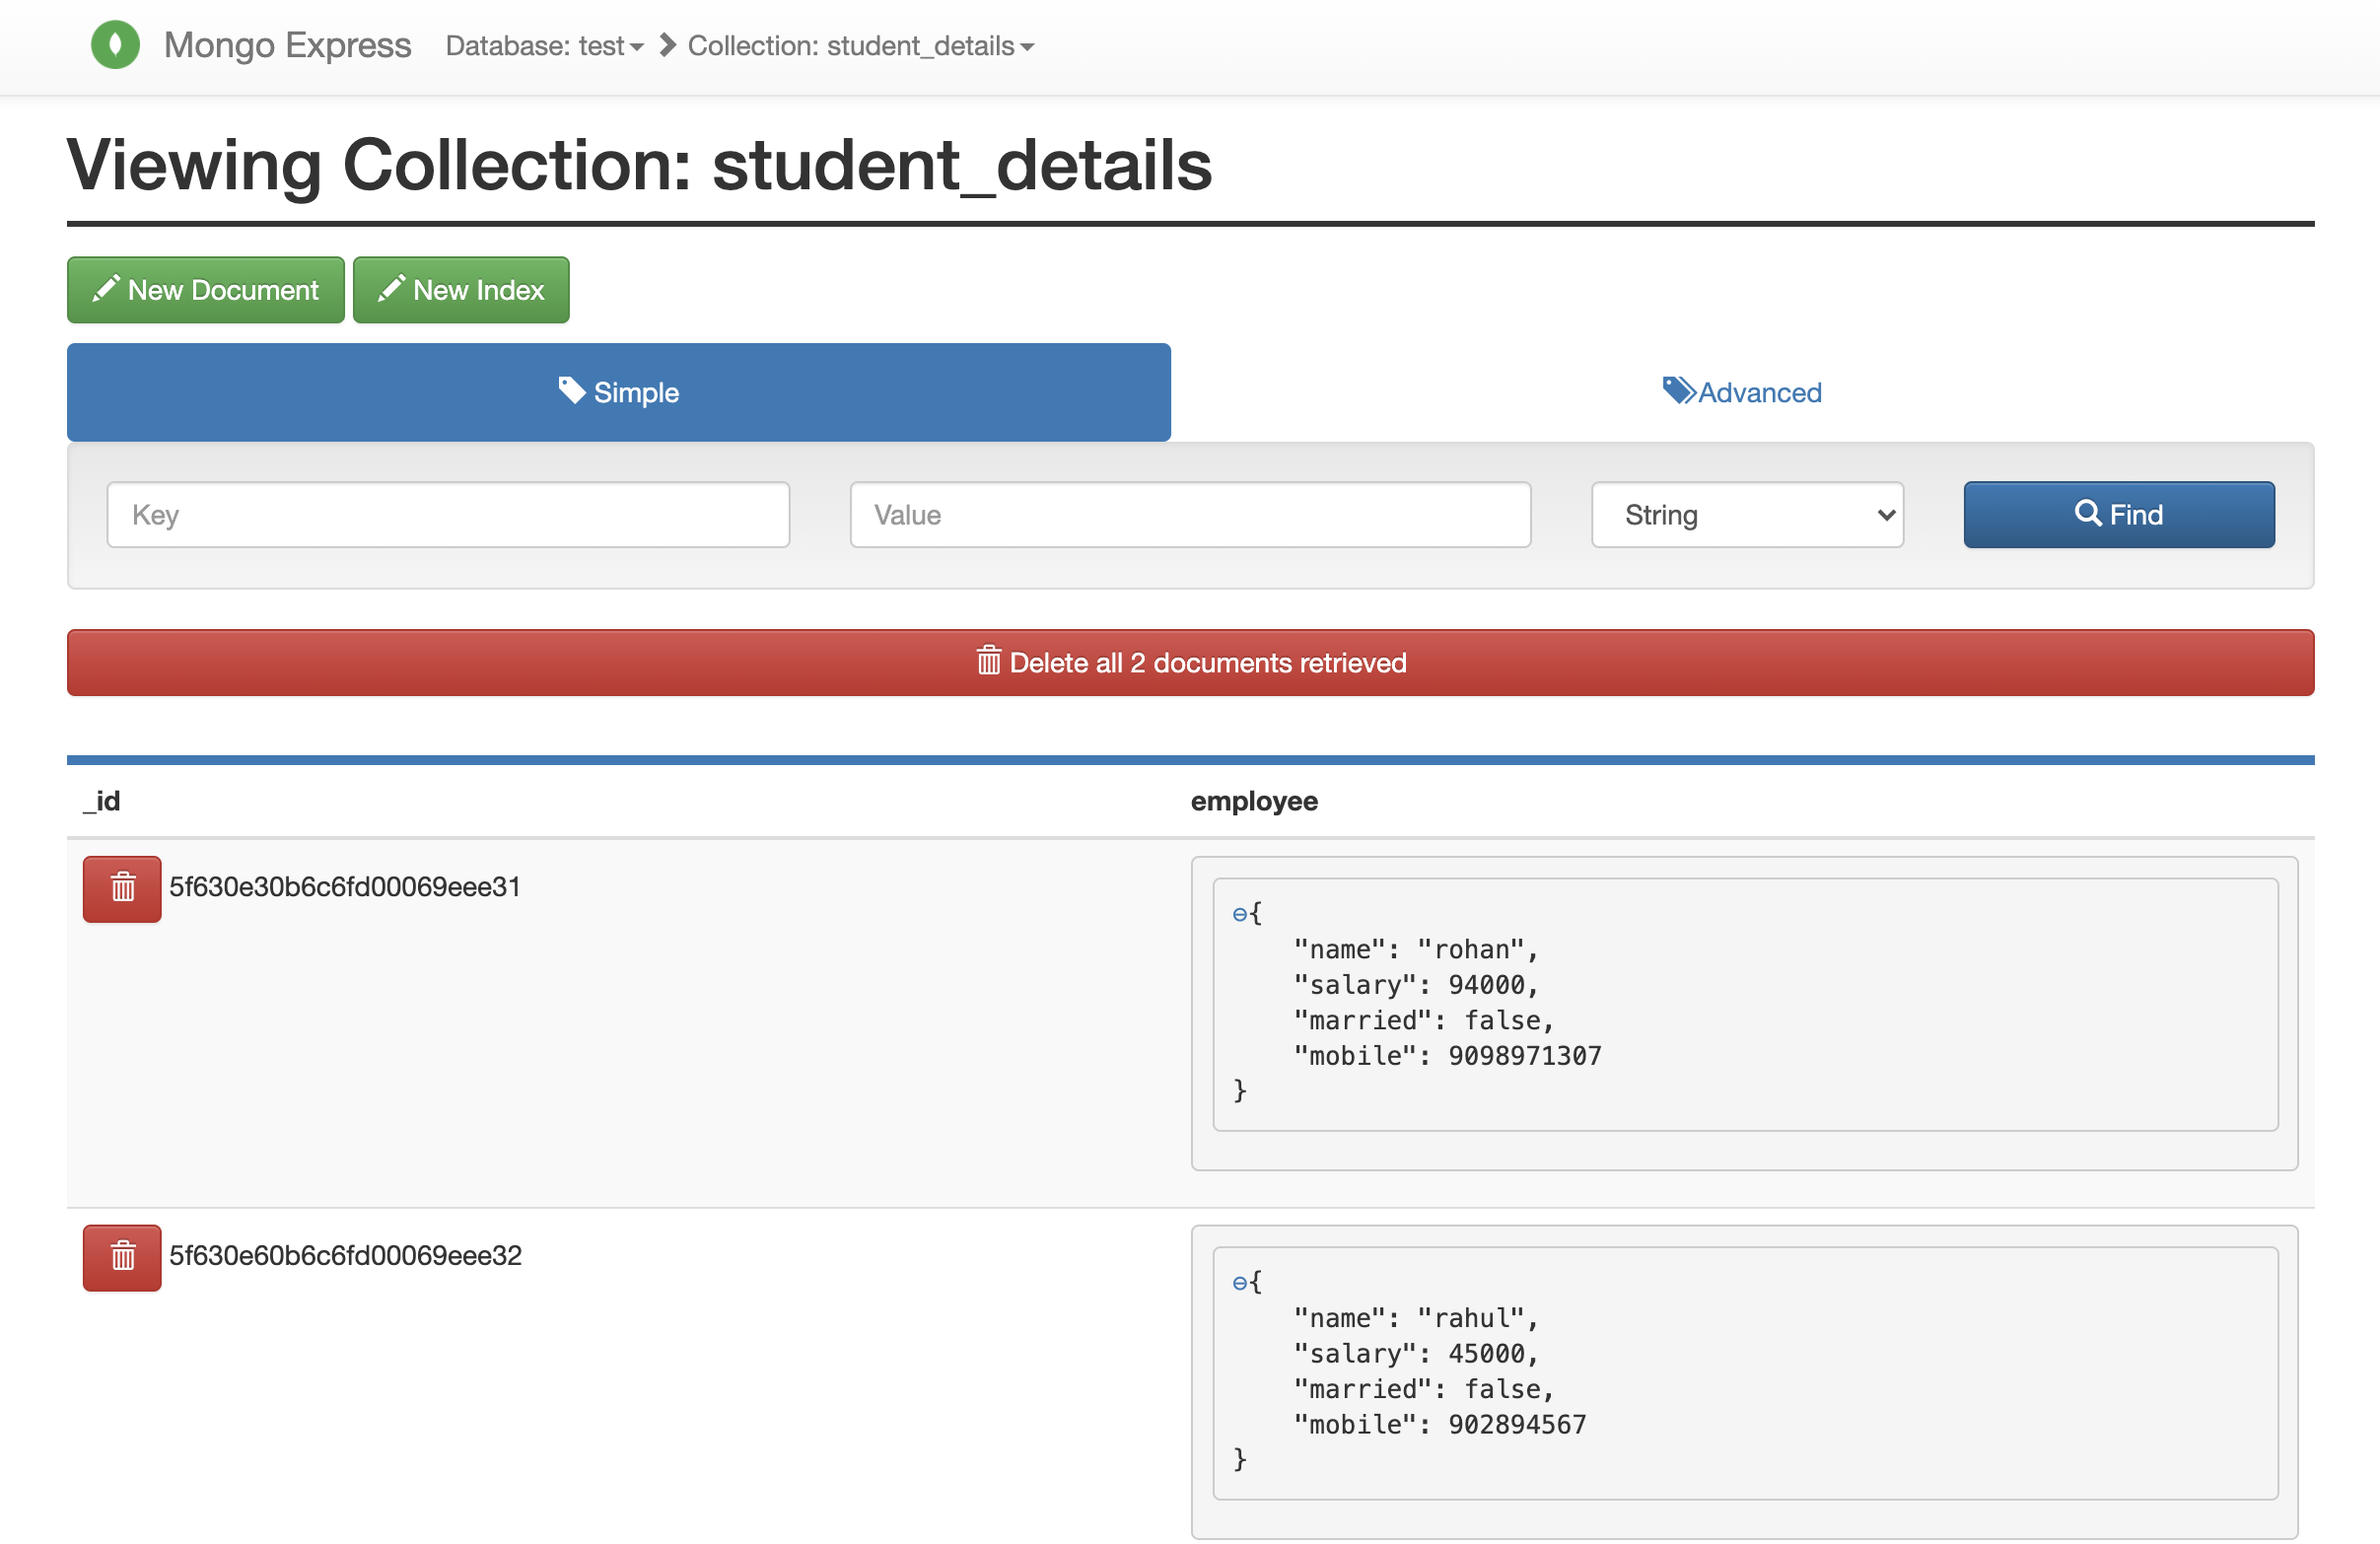 Mongo Express Database: test Collection: student_details
Viewing Collection: student_details
New Document New Index
Simple Advanced
Key Value String Find
Delete all 2 documents retrieved
_id employee
5f630e30b6c6fd00069eee31
{
"name": "rohan",
"salary": 94000,
"married": false,
"mobile": 9098971307
}
5f630e60b6c6fd00069eee32
{
"name": "rahul",
"salary": 45000,
"married": false,
"mobile": 902894567
}